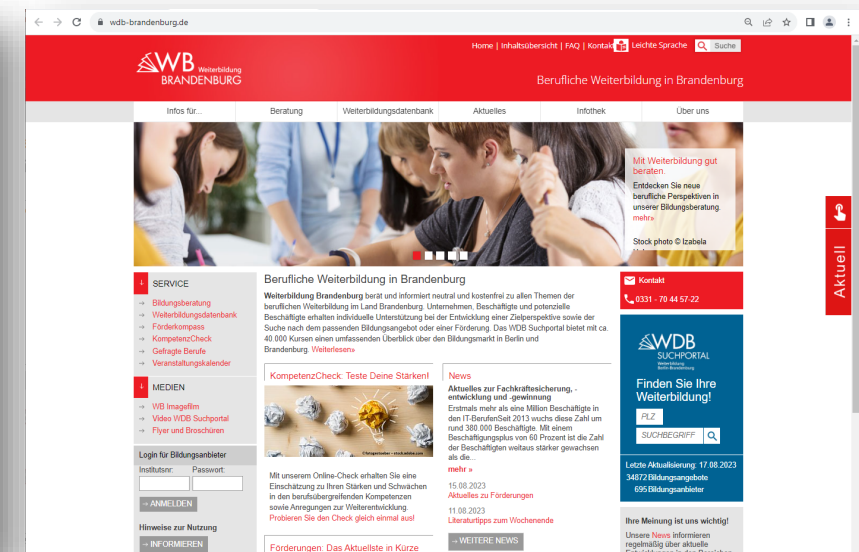 wdb-brandenburg.de
Home | Inhaltsübersicht | FAQ | Kontakt Leichte Sprache Suche
WB Weiterbildung
BRANDENBURG
Berufliche Weiterbildung in Brandenburg
Infos für... Beratung Weiterbildungsdatenbank Aktuelles Infothek Über uns
Mit Weiterbildung gut
beraten.
Entdecken Sie neue
berufliche Perspektiven in
unserer Bildungsberatung.
mehr»
Stock photo © Izabela
Aktuell
SERVICE
Bildungsberatung
Weiterbildungsdatenbank
Förderkompass
KompetenzCheck
Gefragte Berufe
Veranstaltungskalender
MEDIEN
WB Imagefilm
Video WDB Suchportal
Flyer und Broschüren
Login für Bildungsanbieter
Institutsnr: Passwort:
→ ANMELDEN
Hinweise zur Nutzung
→ INFORMIEREN
Berufliche Weiterbildung in Brandenburg
Weiterbildung Brandenburg berät und informiert neutral und kostenfrei zu allen Themen der
beruflichen Weiterbildung im Land Brandenburg. Unternehmen, Beschäftigte und potenzielle
Beschäftigte erhalten individuelle Unterstützung bei der Entwicklung einer Zielperspektive sowie der
Suche nach dem passenden Bildungsangebot oder einer Förderung. Das WDB Suchportal bietet mit ca.
40.000 Kursen einen umfassenden Überblick über den Bildungsmarkt in Berlin und
Brandenburg. Weiterlesen»
KompetenzCheck: Teste Deine Stärken!
©fotogestoeber - stock.adobe.com
Mit unserem Online-Check erhalten Sie eine
Einschätzung zu Ihren Stärken und Schwächen
in den berufsübergreifenden Kompetenzen
sowie Anregungen zur Weiterentwicklung.
Probieren Sie den Check gleich einmal aus!
Förderungen: Das Aktuellste in Kürze
News
Aktuelles zur Fachkräftesicherung, -
entwicklung und -gewinnung
Erstmals mehr als eine Million Beschäftigte in
den IT-BerufenSeit 2013 wuchs diese Zahl um
rund 380.000 Beschäftigte. Mit einem
Beschäftigungsplus von 60 Prozent ist die Zahl
der Beschäftigten weitaus stärker gewachsen
als die...
mehr »
15.08.2023
Aktuelles zu Förderungen
11.08.2023
Literaturtipps zum Wochenende
→ WEITERE NEWS
Kontakt
0331 - 70 44 57-22
WDB
SUCHPORTAL
Weiterbildung
Berlin-Brandenburg
Finden Sie Ihre
Weiterbildung!
PLZ
SUCHBEGRIFF
Letzte Aktualisierung: 17.08.2023
34872 Bildungsangebote
695 Bildungsanbieter
Ihre Meinung ist uns wichtig!
Unsere News informieren
regelmäßig über aktuelle
Entwicklungen in den Bereichen